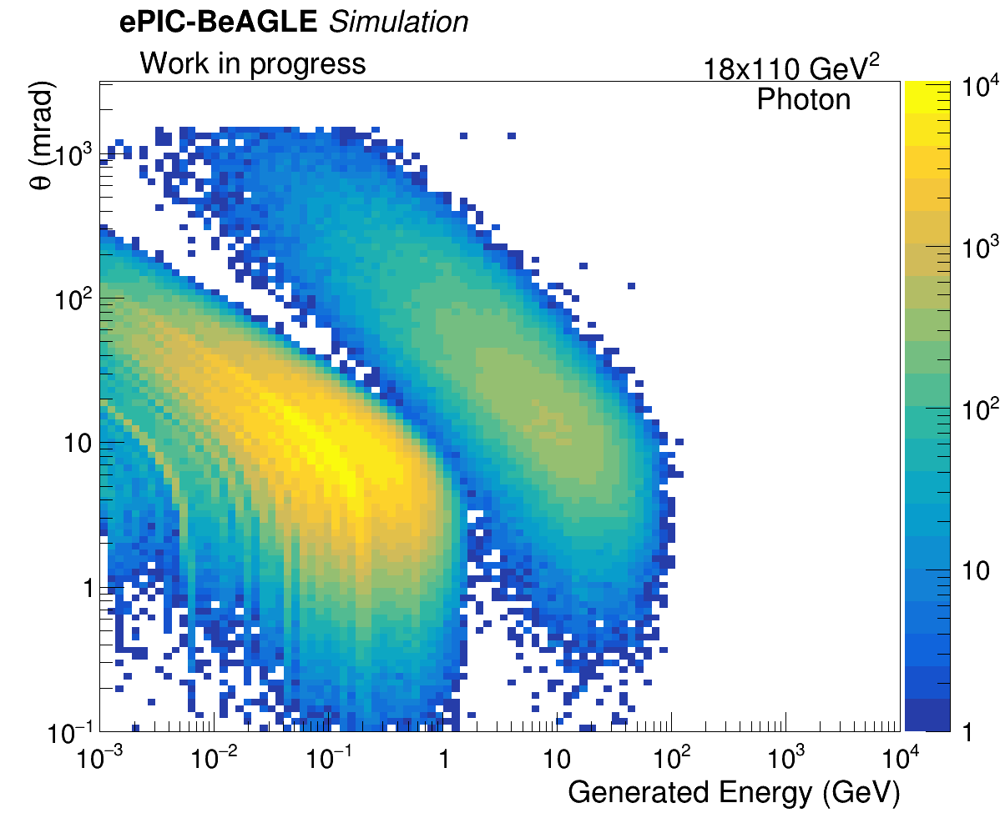 ePIC-BeAGLE Simulation
Work in progress
18x110 GeV²
Photon
θ (mrad)
10³
10²
10
1
10⁻¹
10⁻³ 10⁻² 10⁻¹ 1 10 10² 10³ 10⁴
Generated Energy (GeV)
10⁴
10³
10²
10
1